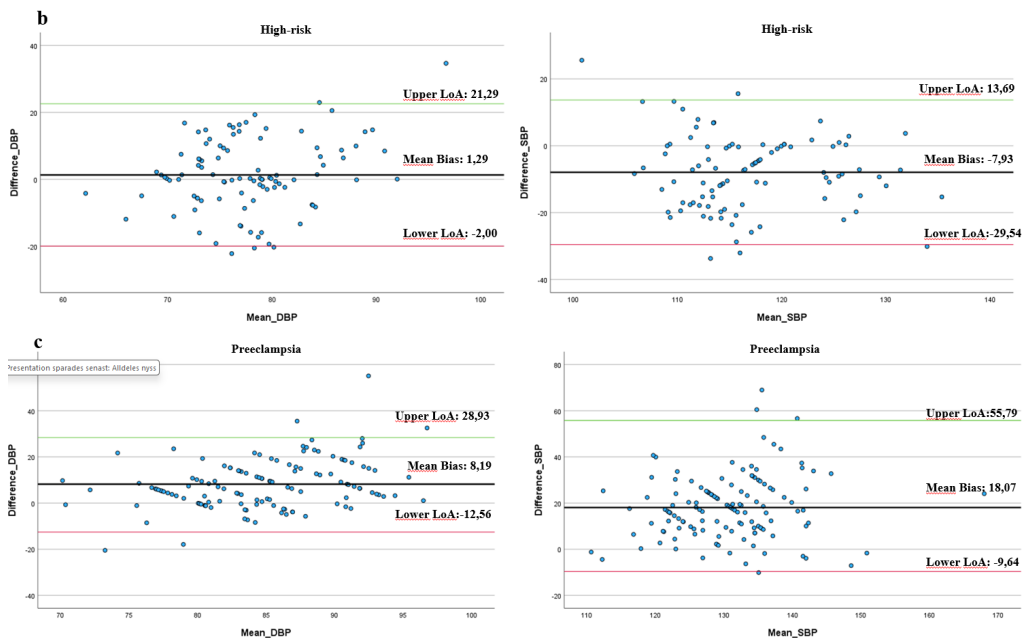 b
High-risk
High-risk
40
20
0
-20
Difference_DBP
Upper LoA: 21,29
Mean Bias: 1,29
Lower LoA: -2,00
60
70
80
90
100
Mean_DBP
20
0
-20
-40
Difference_SBP
Upper LoA: 13,69
Mean Bias: -7,93
Lower LoA:-29,54
100
110
120
130
140
Mean_SBP
c
Preeclampsia
Preeclampsia
Presentation sparades senast: Alldeles nyss
60
40
20
0
-20
-40
Difference_DBP
Upper LoA: 28,93
Mean Bias: 8,19
Lower LoA:-12,56
70
75
80
85
90
95
100
Mean_DBP
80
60
40
20
0
-20
Difference_SBP
Upper LoA:55,79
Mean Bias: 18,07
Lower LoA: -9,64
110
120
130
140
150
160
170
Mean_SBP